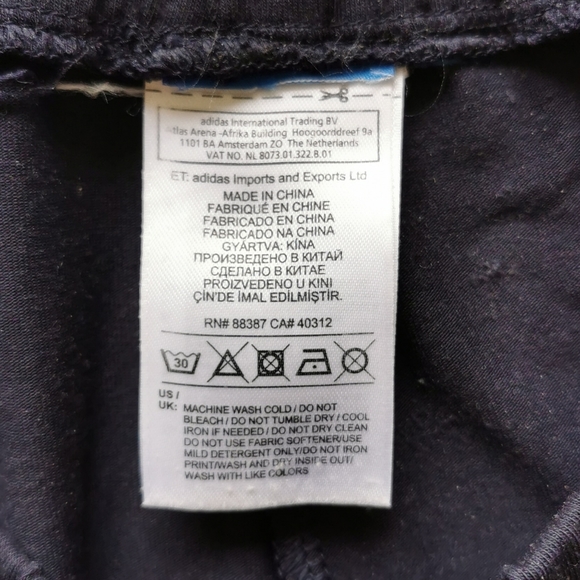 adidas International Trading BV
Atlas Arena -Afrika Building Hoogoorddreef 9a
1101 BA Amsterdam ZO The Netherlands
VAT NO. NL 8073.01.322.B.01
ET: adidas Imports and Exports Ltd
MADE IN CHINA
FABRIQUÉ EN CHINE
FABRICADO EN CHINA
FABRICADO NA CHINA
GYÁRTVA: KÍNA
ПРОИЗВЕДЕНО В КИТАЙ
СДЕЛАНО В КИТАЕ
PROIZVEDENO U KINI
ÇİN'DE İMAL EDİLMİŞTİR.
RN# 88387 CA# 40312
30
US /
UK: MACHINE WASH COLD / DO NOT
BLEACH / DO NOT TUMBLE DRY / COOL
IRON IF NEEDED / DO NOT DRY CLEAN
DO NOT USE FABRIC SOFTENER/USE
MILD DETERGENT ONLY/DO NOT IRON
PRINT/WASH AND DRY INSIDE OUT/
WASH WITH LIKE COLORS